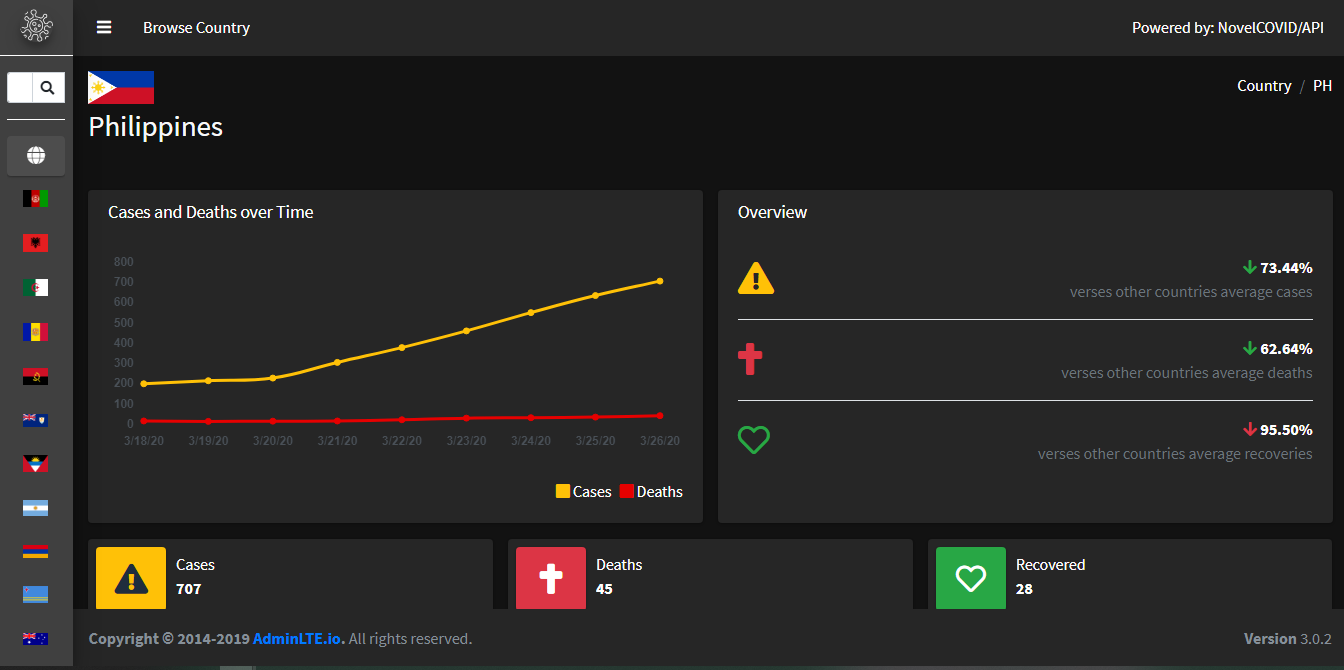 Browse Country
Powered by: NovelCOVID/API
Country / PH
Philippines
Cases and Deaths over Time
800
700
600
500
400
300
200
100
0
3/18/20 3/19/20 3/20/20 3/21/20 3/22/20 3/23/20 3/24/20 3/25/20 3/26/20
Cases Deaths
Overview
73.44%
verses other countries average cases
62.64%
verses other countries average deaths
95.50%
verses other countries average recoveries
Cases
707
Deaths
45
Recovered
28
Copyright © 2014-2019 AdminLTE.io. All rights reserved.
Version 3.0.2